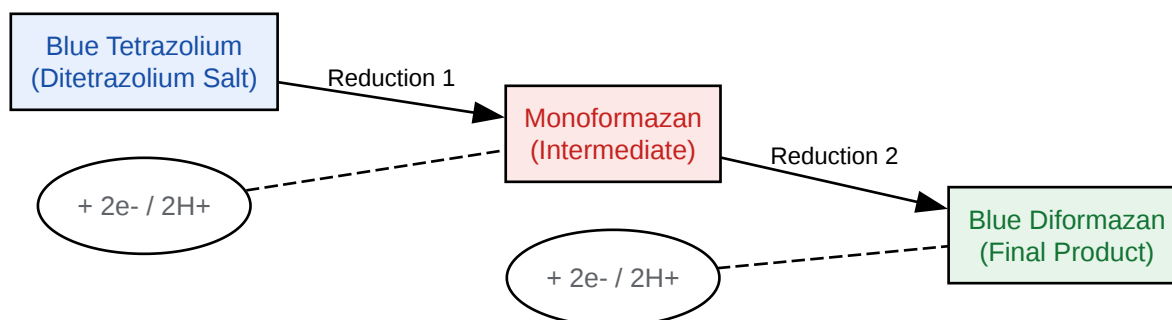 Blue Tetrazolium
(Ditetrazolium Salt)
Reduction 1
Monoformazan
(Intermediate)
+ 2e- / 2H+
Reduction 2
Blue Diformazan
(Final Product)
+ 2e- / 2H+